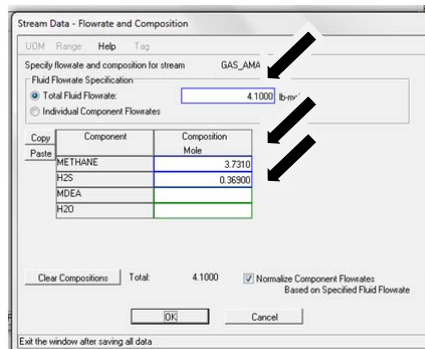 Stream Data - Flowrate and Composition
UOM Range Help Tag
Specify flowrate and composition for stream GAS_AMA
Fluid Flowrate Specification
Total Fluid Flowrate: 4.1000
Individual Component Flowrates
Copy Component Composition
Paste Mole
METHANE 3.7310
H2S 0.36900
MDEA
H2O
Clear Compositions Total: 4.1000 Normalize Component Flowrates
Based on Specified Fluid Flowrate
OK Cancel
Exit the window after saving all data